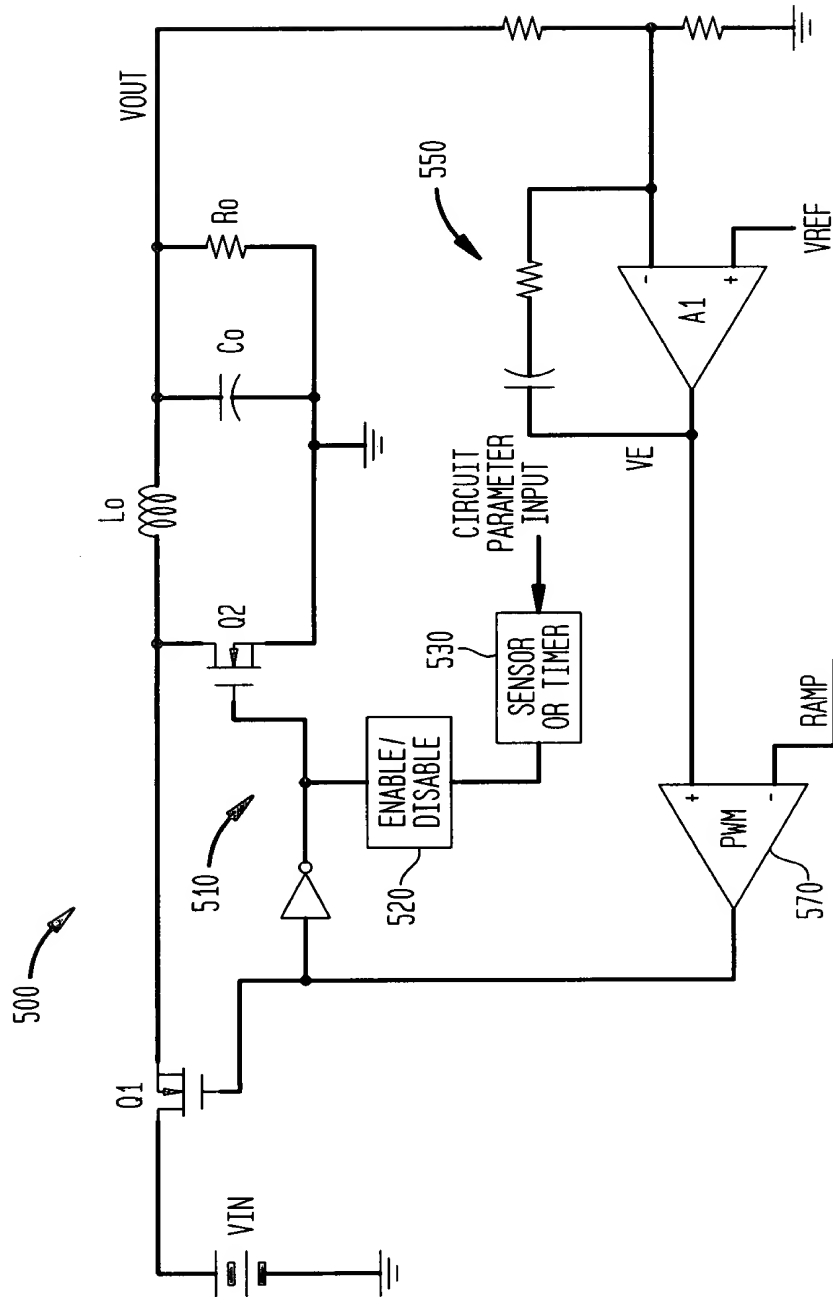 500
Q1
VIN
510
Lo
Q2
Co
Ro
VOUT
ENABLE/
DISABLE
520
530
SENSOR
OR TIMER
CIRCUIT
PARAMETER
INPUT
550
VE
A1
-
+
VREF
PWM
+
-
RAMP
570